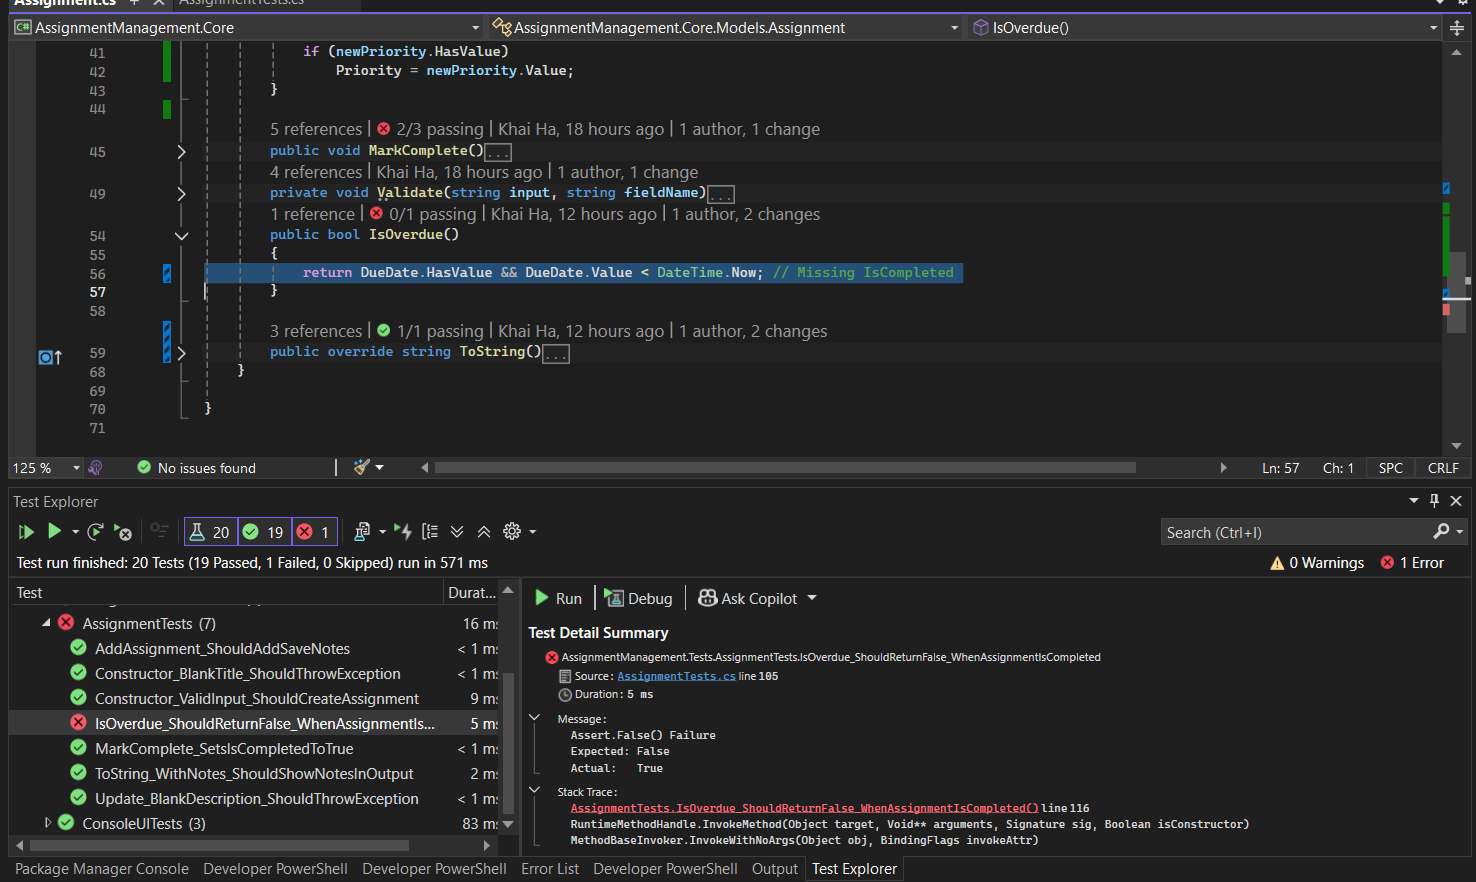 Assignment.cs AssignmentTests.cs
AssignmentManagement.Core AssignmentManagement.Core.Models.Assignment IsOverdue()
41 if (newPriority.HasValue)
42 Priority = newPriority.Value;
43 }
44
5 references | 2/3 passing | Khai Ha, 18 hours ago | 1 author, 1 change
45 public void MarkComplete()...
4 references | Khai Ha, 18 hours ago | 1 author, 1 change
49 private void Validate(string input, string fieldName)...
1 reference | 0/1 passing | Khai Ha, 12 hours ago | 1 author, 2 changes
54 public bool IsOverdue()
55 {
56 return DueDate.HasValue && DueDate.Value < DateTime.Now; // Missing IsCompleted
57 }
58
3 references | 1/1 passing | Khai Ha, 12 hours ago | 1 author, 2 changes
59 public override string ToString()...
68 }
69
70 }
71
125 % No issues found Ln: 57 Ch: 1 SPC CRLF
Test Explorer
20 19 1 Search (Ctrl+I)
Test run finished: 20 Tests (19 Passed, 1 Failed, 0 Skipped) run in 571 ms 0 Warnings 1 Error
Test Durat...
AssignmentTests (7) 16 ms
AddAssignment_ShouldAddSaveNotes < 1 ms
Constructor_BlankTitle_ShouldThrowException < 1 ms
Constructor_ValidInput_ShouldCreateAssignment 9 ms
IsOverdue_ShouldReturnFalse_WhenAssignmentIs... 5 ms
MarkComplete_SetsIsCompletedToTrue < 1 ms
ToString_WithNotes_ShouldShowNotesInOutput 2 ms
Update_BlankDescription_ShouldThrowException < 1 ms
ConsoleUITests (3) 83 ms
Run Debug Ask Copilot
Test Detail Summary
AssignmentManagement.Tests.AssignmentTests.IsOverdue_ShouldReturnFalse_WhenAssignmentIsCompleted
Source: AssignmentTests.cs line 105
Duration: 5 ms
Message:
Assert.False() Failure
Expected: False
Actual: True
Stack Trace:
AssignmentTests.IsOverdue_ShouldReturnFalse_WhenAssignmentIsCompleted() line 116
RuntimeMethodHandle.InvokeMethod(Object target, Void** arguments, Signature sig, Boolean isConstructor)
MethodBaseInvoker.InvokeWithNoArgs(Object obj, BindingFlags invokeAttr)
Package Manager Console Developer PowerShell Developer PowerShell Error List Developer PowerShell Output Test Explorer